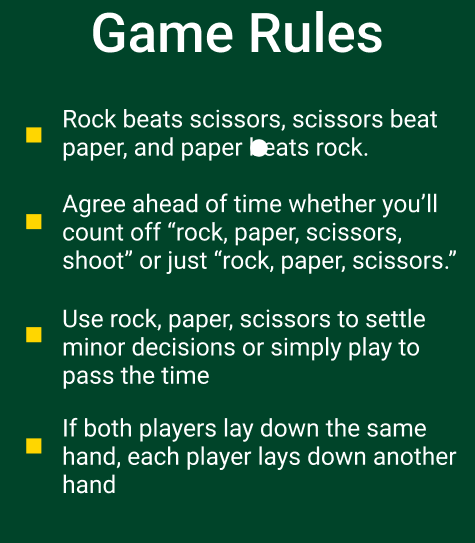 Game Rules
Rock beats scissors, scissors beat
paper, and paper beats rock.
Agree ahead of time whether you’ll
count off “rock, paper, scissors,
shoot” or just “rock, paper, scissors.”
Use rock, paper, scissors to settle
minor decisions or simply play to
pass the time
If both players lay down the same
hand, each player lays down another
hand